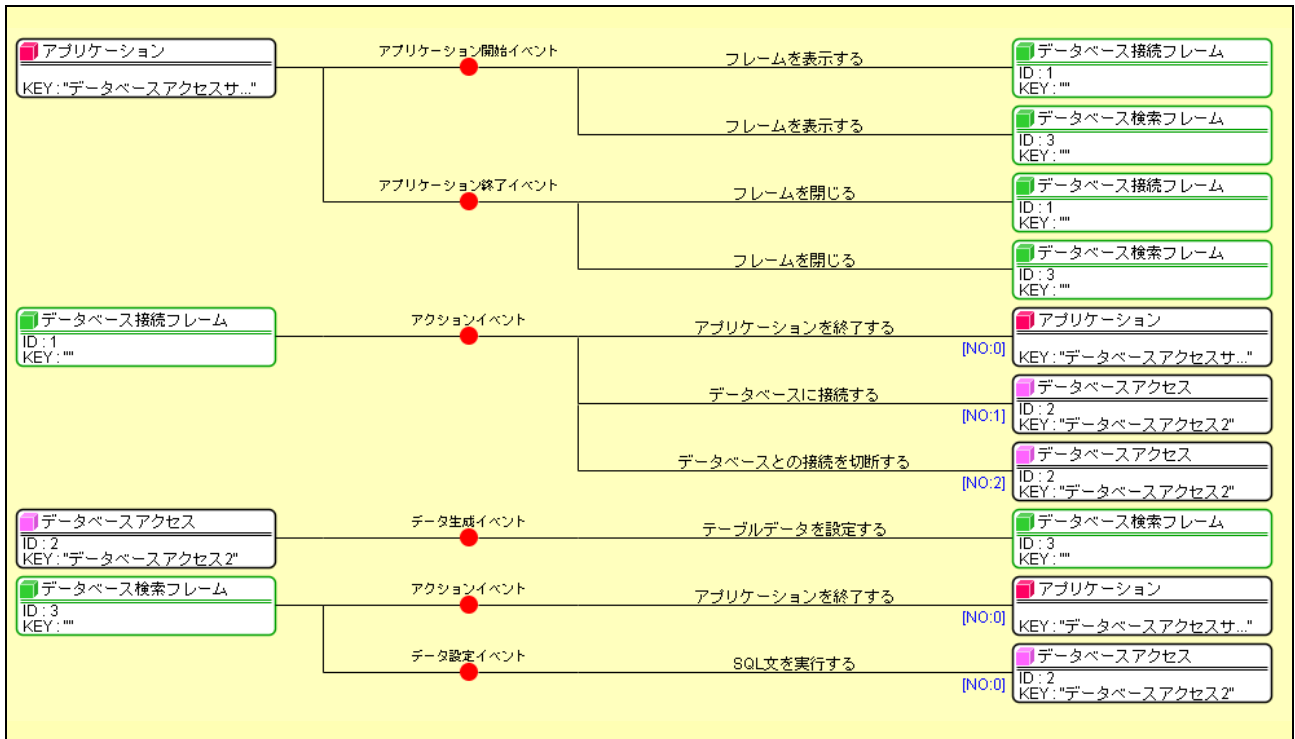 アプリケーション
KEY:"データベースアクセスサ..."
アプリケーション開始イベント
フレームを表示する
データベース接続フレーム
ID:1
KEY:""
フレームを表示する
データベース検索フレーム
ID:3
KEY:""
アプリケーション終了イベント
フレームを閉じる
データベース接続フレーム
ID:1
KEY:""
フレームを閉じる
データベース検索フレーム
ID:3
KEY:""
データベース接続フレーム
ID:1
KEY:""
アクションイベント
アプリケーションを終了する
[NO:0]
アプリケーション
KEY:"データベースアクセスサ..."
データベースに接続する
[NO:1]
データベースアクセス
ID:2
KEY:"データベースアクセス2"
データベースとの接続を切断する
[NO:2]
データベースアクセス
ID:2
KEY:"データベースアクセス2"
データベースアクセス
ID:2
KEY:"データベースアクセス2"
データ生成イベント
テーブルデータを設定する
データベース検索フレーム
ID:3
KEY:""
データベース検索フレーム
ID:3
KEY:""
アクションイベント
アプリケーションを終了する
[NO:0]
アプリケーション
KEY:"データベースアクセスサ..."
データ設定イベント
SQL文を実行する
[NO:0]
データベースアクセス
ID:2
KEY:"データベースアクセス2"